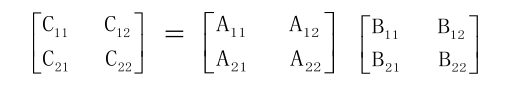 C₁₁ C₁₂ = A₁₁ A₁₂ B₁₁ B₁₂
C₂₁ C₂₂ A₂₁ A₂₂ B₂₁ B₂₂